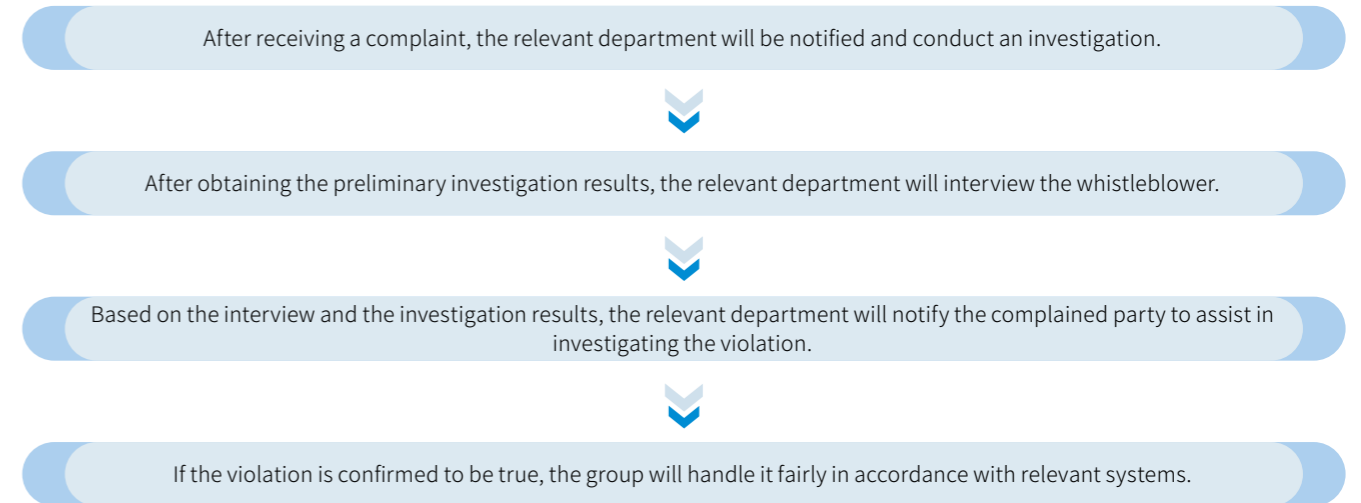 After receiving a complaint, the relevant department will be notified and conduct an investigation.
After obtaining the preliminary investigation results, the relevant department will interview the whistleblower.
Based on the interview and the investigation results, the relevant department will notify the complained party to assist in
investigating the violation.
If the violation is confirmed to be true, the group will handle it fairly in accordance with relevant systems.